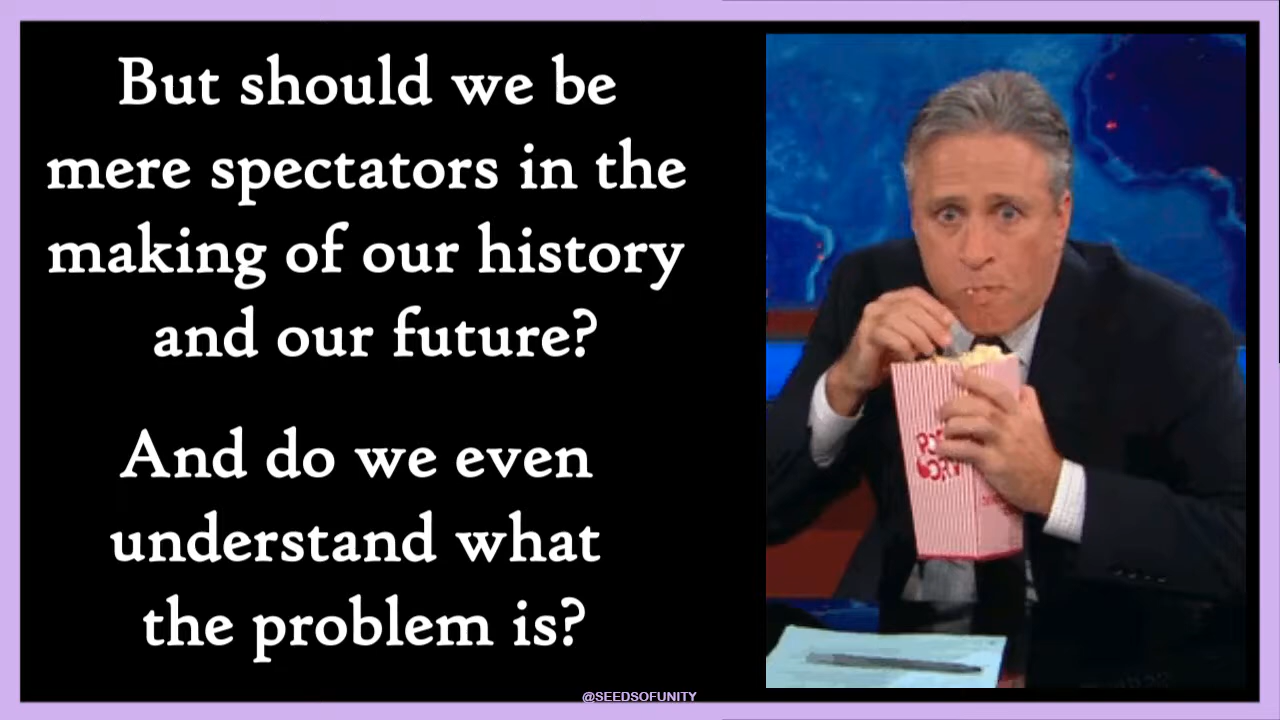 But should we be
mere spectators in the
making of our history
and our future?
And do we even
understand what
the problem is?
@SEEDSOFUNITY